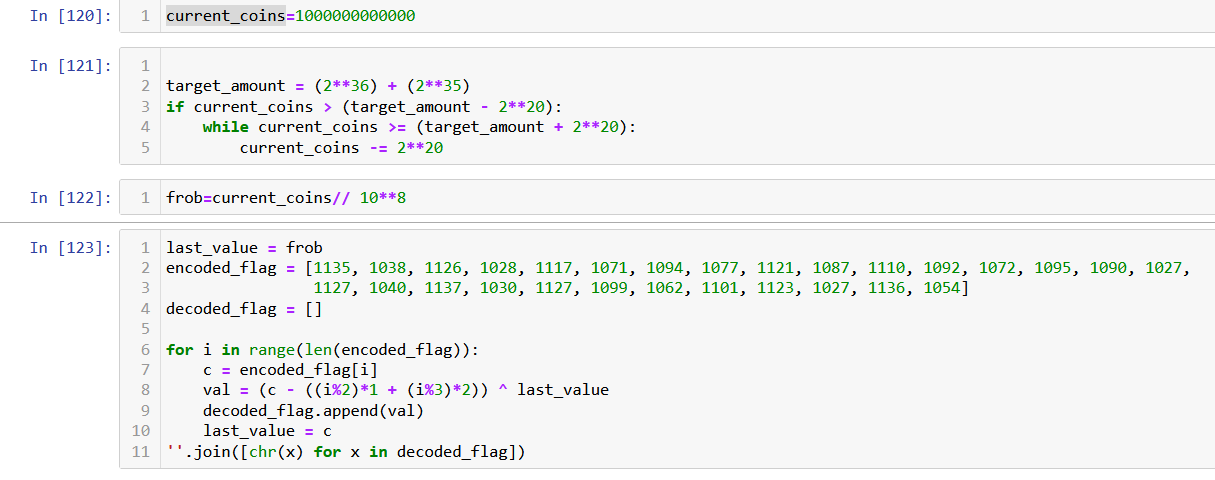 In [120]: 1 current_coins=1000000000000
In [121]: 1
2 target_amount = (2**36) + (2**35)
3 if current_coins > (target_amount - 2**20):
4 while current_coins >= (target_amount + 2**20):
5 current_coins -= 2**20
In [122]: 1 frob=current_coins// 10**8
In [123]: 1 last_value = frob
2 encoded_flag = [1135, 1038, 1126, 1028, 1117, 1071, 1094, 1077, 1121, 1087, 1110, 1092, 1072, 1095, 1090, 1027,
3 1127, 1040, 1137, 1030, 1127, 1099, 1062, 1101, 1123, 1027, 1136, 1054]
4 decoded_flag = []
5
6 for i in range(len(encoded_flag)):
7 c = encoded_flag[i]
8 val = (c - ((i%2)*1 + (i%3)*2)) ^ last_value
9 decoded_flag.append(val)
10 last_value = c
11 ''.join([chr(x) for x in decoded_flag])